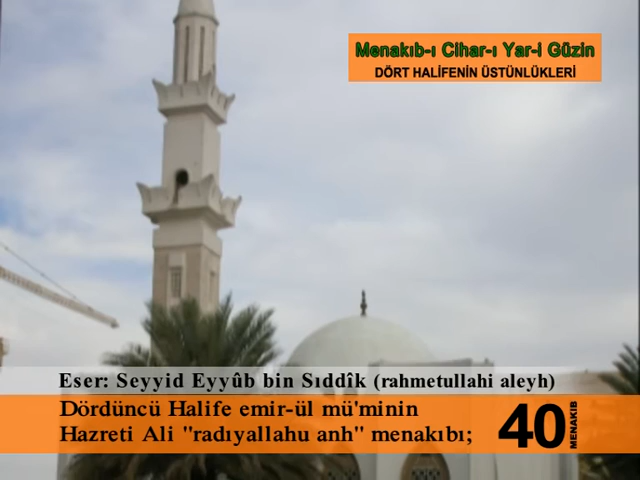 Menakıb-ı Cihar-ı Yar-i Güzin
DÖRT HALİFENİN ÜSTÜNLÜKLERİ
Eser: Seyyid Eyyûb bin Sıddîk (rahmetullahi aleyh)
Dördüncü Halife emir-ül mü'minin
Hazreti Ali "radıyallahu anh" menakıbı;
40
MENAKIB